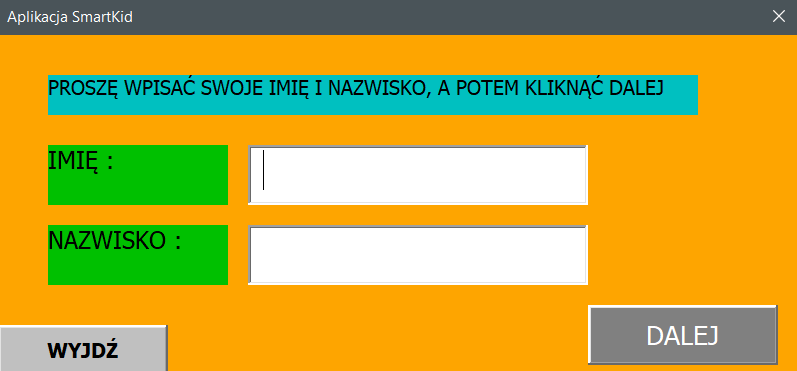 Aplikacja SmartKid
PROSZĘ WPISAĆ SWOJE IMIĘ I NAZWISKO, A POTEM KLIKNĄĆ DALEJ
IMIĘ :
NAZWISKO :
WYJDŹ
DALEJ